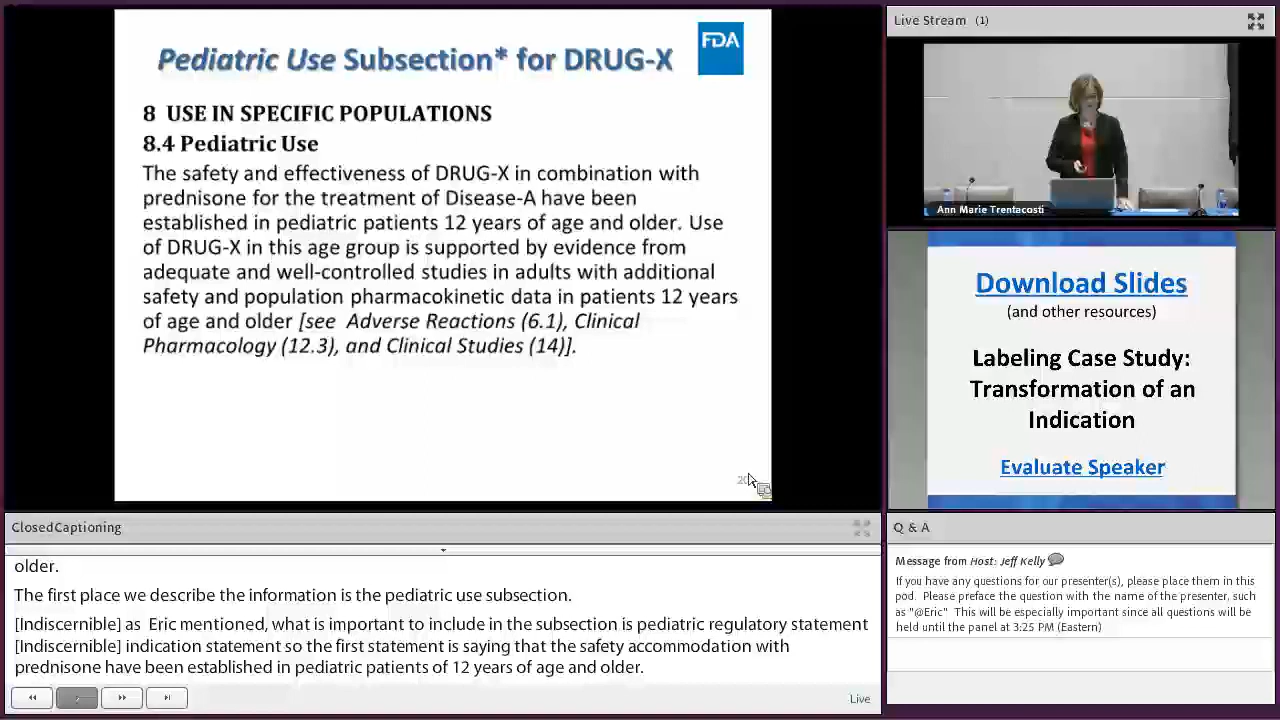 Pediatric Use Subsection* for DRUG-X
FDA
8 USE IN SPECIFIC POPULATIONS
8.4 Pediatric Use
The safety and effectiveness of DRUG-X in combination with
prednisone for the treatment of Disease-A have been
established in pediatric patients 12 years of age and older. Use
of DRUG-X in this age group is supported by evidence from
adequate and well-controlled studies in adults with additional
safety and population pharmacokinetic data in patients 12 years
of age and older [see Adverse Reactions (6.1), Clinical
Pharmacology (12.3), and Clinical Studies (14)].
Live Stream (1)
Ann Marie Trentacosti
Download Slides
(and other resources)
Labeling Case Study:
Transformation of an
Indication
Evaluate Speaker
ClosedCaptioning
older.
The first place we describe the information is the pediatric use subsection.
[Indiscernible] as Eric mentioned, what is important to include in the subsection is pediatric regulatory statement
[Indiscernible] indication statement so the first statement is saying that the safety accommodation with
prednisone have been established in pediatric patients of 12 years of age and older.
Live
Q & A
Message from Host: Jeff Kelly
If you have any questions for our presenter(s), please place them in this
pod. Please preface the question with the name of the presenter, such
as "@Eric" This will be especially important since all questions will be
held until the panel at 3:25 PM (Eastern)